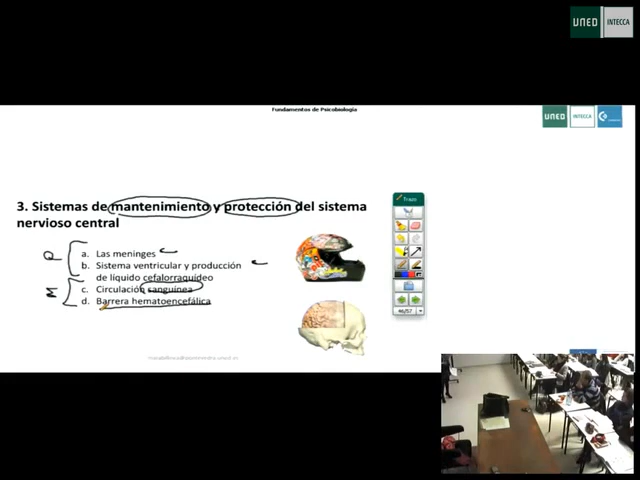 UNED
INTECCA
Fundamentos de Psicobiología
UNED
INTECCA
Trazo
3. Sistemas de mantenimiento y protección del sistema
nervioso central
a. Las meninges
b. Sistema ventricular y producción
de líquido cefalorraquídeo
c. Circulación sanguínea
d. Barrera hematoencefálica
46/57